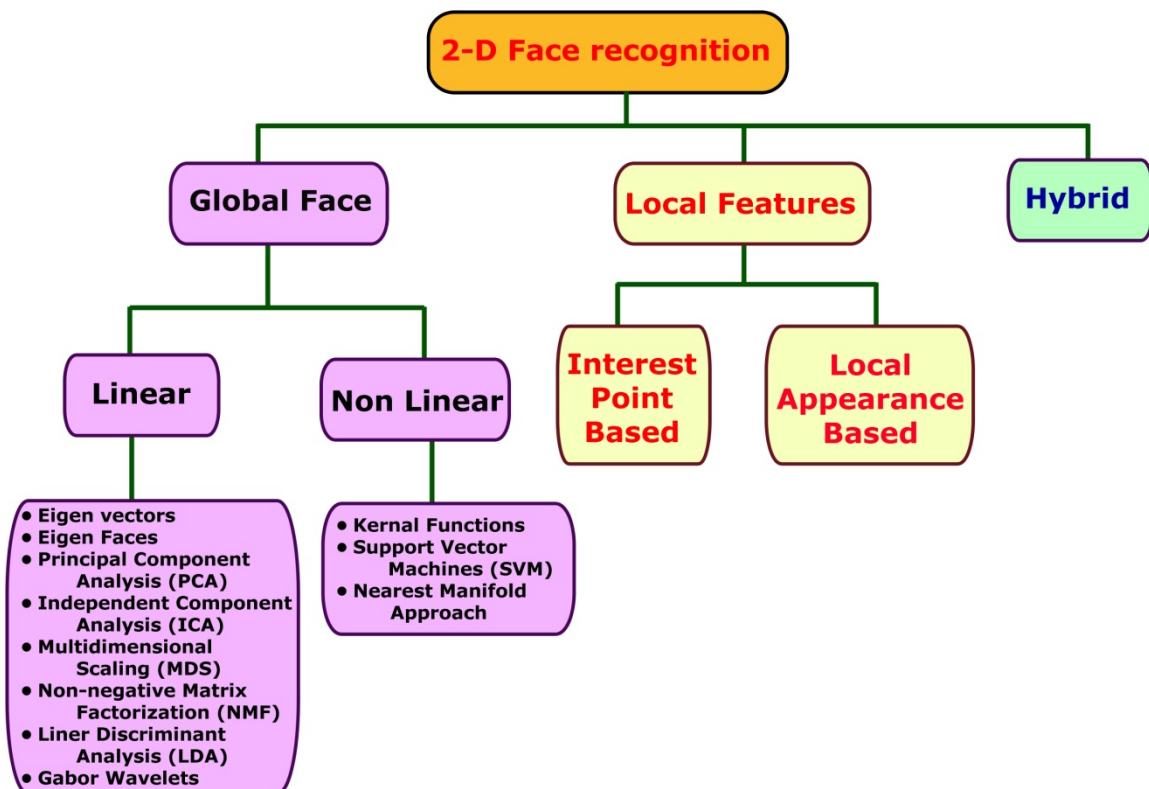 2-D Face recognition
Global Face
Local Features
Hybrid
Linear
Non Linear
Interest
Point
Based
Local
Appearance
Based
• Eigen vectors
• Eigen Faces
• Principal Component
Analysis (PCA)
• Independent Component
Analysis (ICA)
• Multidimensional
Scaling (MDS)
• Non-negative Matrix
Factorization (NMF)
• Liner Discriminant
Analysis (LDA)
• Gabor Wavelets
• Kernal Functions
• Support Vector
Machines (SVM)
• Nearest Manifold
Approach